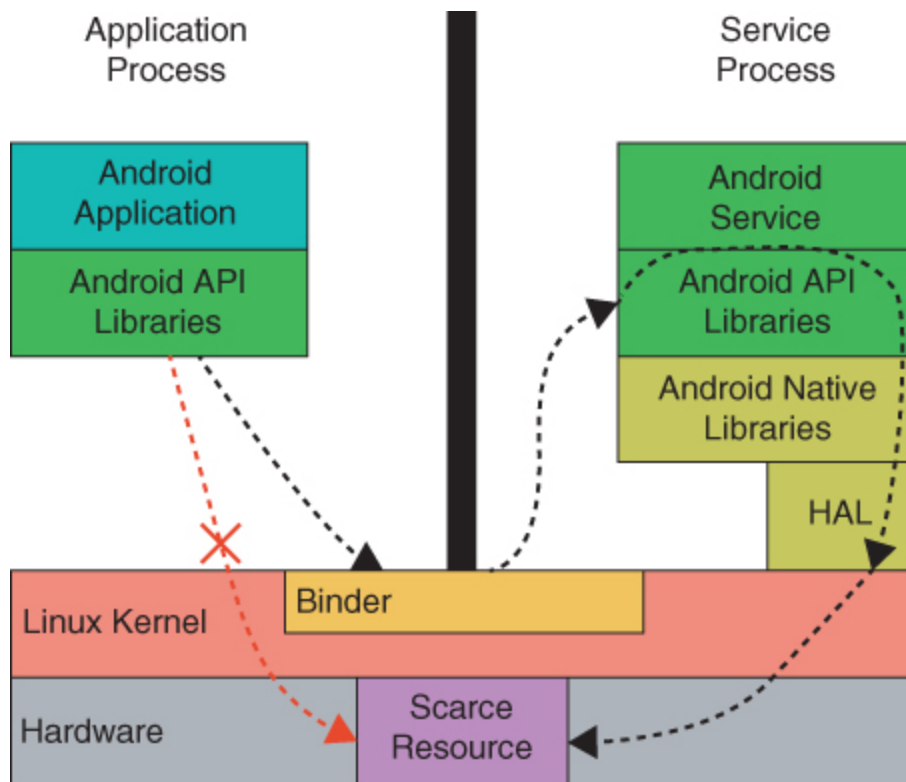 Application
Process
Service
Process
Android
Application
Android API
Libraries
Android
Service
Android API
Libraries
Android Native
Libraries
HAL
Binder
Linux Kernel
Scarce
Resource
Hardware